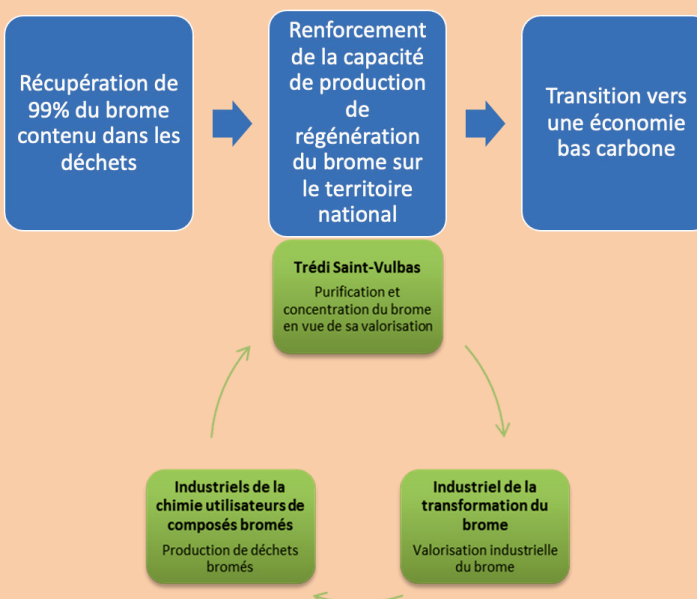 Récupération de
99% du brome
contenu dans les
déchets
Renforcement
de la capacité
de production
de
régénération
du brome sur
le territoire
national
Transition vers
une économie
bas carbone
Trédi Saint-Vulbas
Purification et
concentration du brome
en vue de sa valorisation
Industriels de la
chimie utilisateurs de
composés bromés
Production de déchets
bromés
Industriel de la
transformation du
brome
Valorisation industrielle
du brome